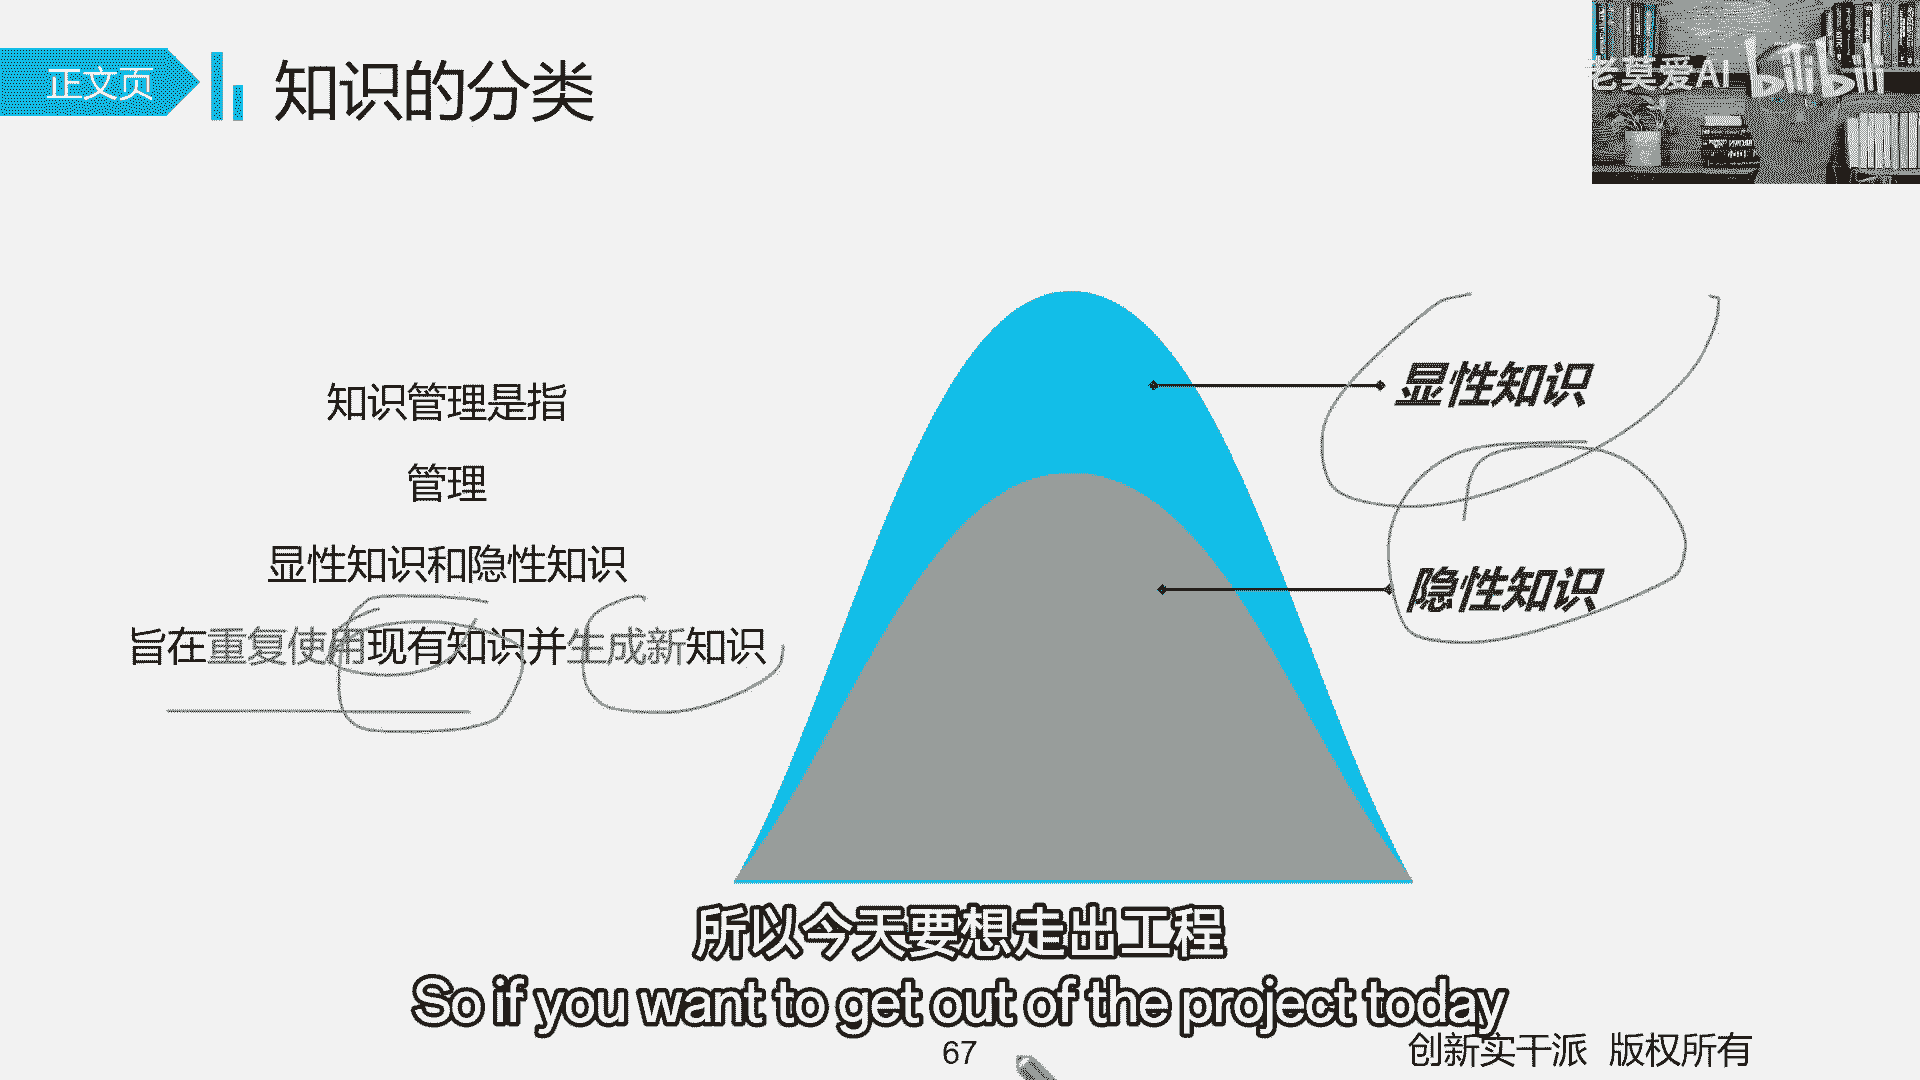 正文页
知识的分类
老莫爱AI
bilibili
知识管理是指
管理
显性知识和隐性知识
旨在重复使用现有知识并生成新知识
显性知识
隐性知识
所以今天要想走出工程
So if you want to get out of the project today
67
创新实干派 版权所有